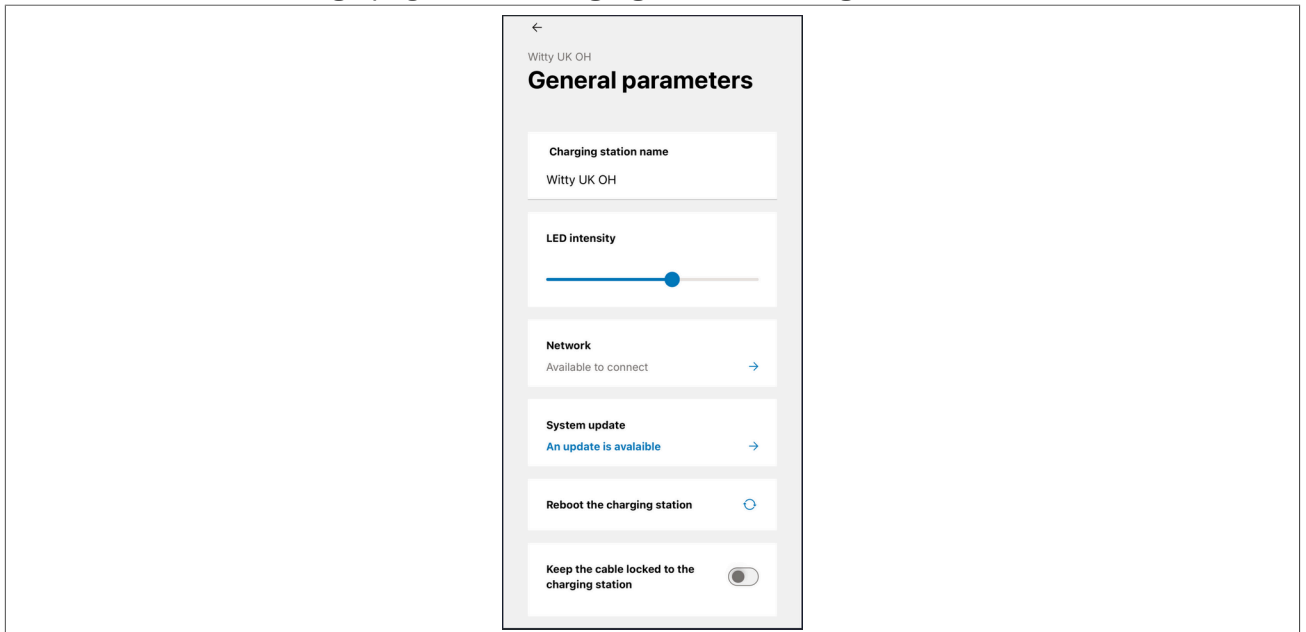 Witty UK OH
General parameters
Charging station name
Witty UK OH
LED intensity
Network
Available to connect
System update
An update is avalaible
Reboot the charging station
Keep the cable locked to the
charging station